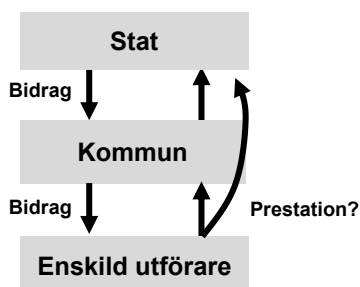 Stat
Bidrag
Kommun
Bidrag
Prestation?
Enskild utförare